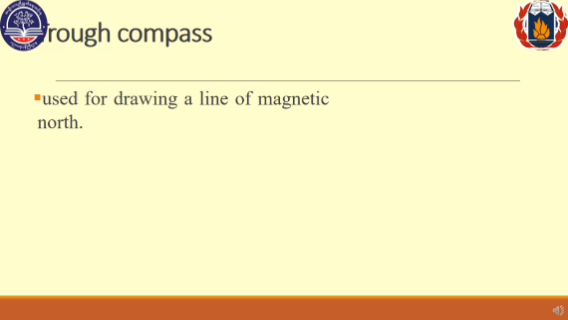 rough compass
used for drawing a line of magnetic
north.